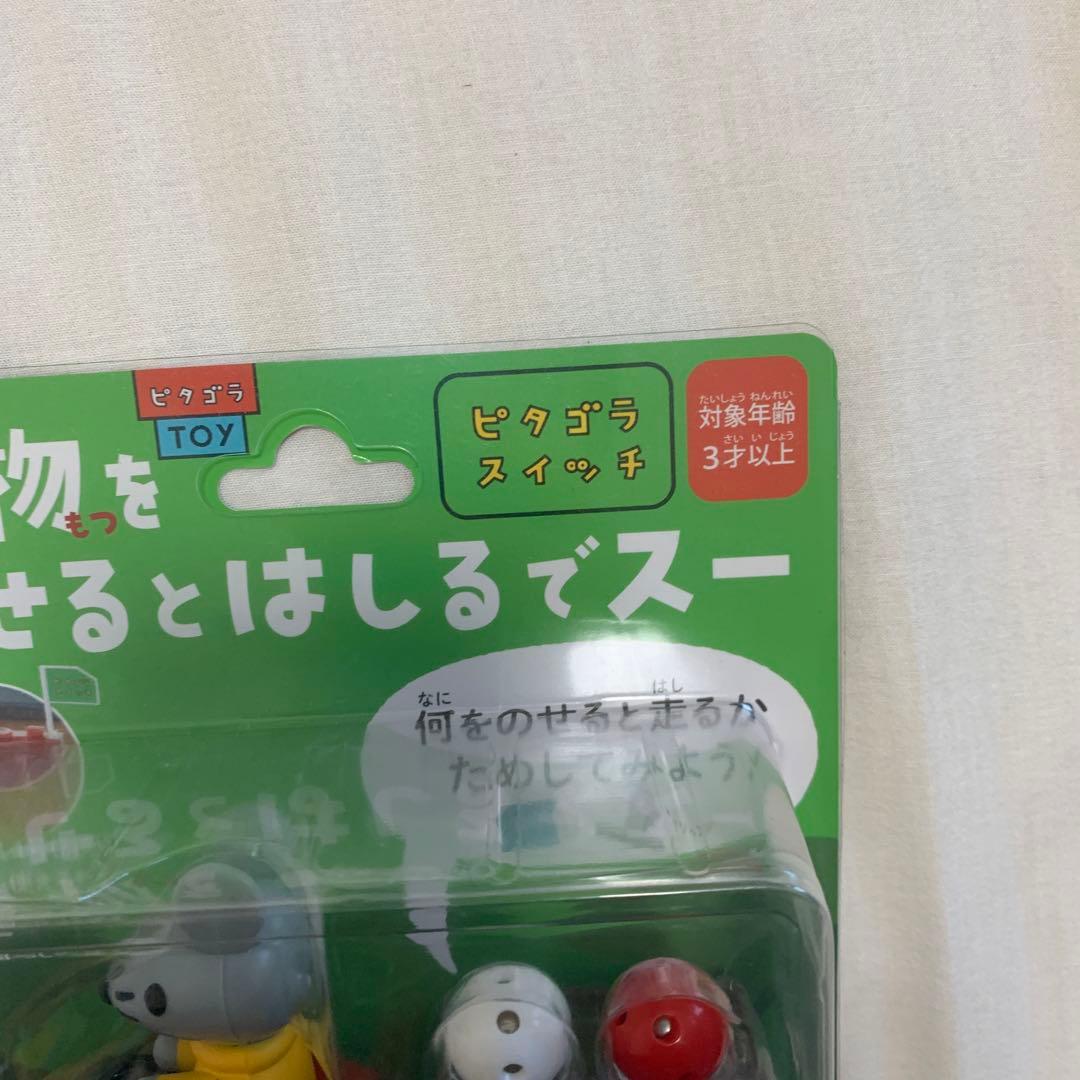 ピタゴラ
TOY
ピタゴラ
スイッチ
たいしょう ねんれい
対象年齢
さい い じょう
3才以上
物を
もつ
せるとはしるでスー
なに はし
何をのせると走るか
ためしてみよう!